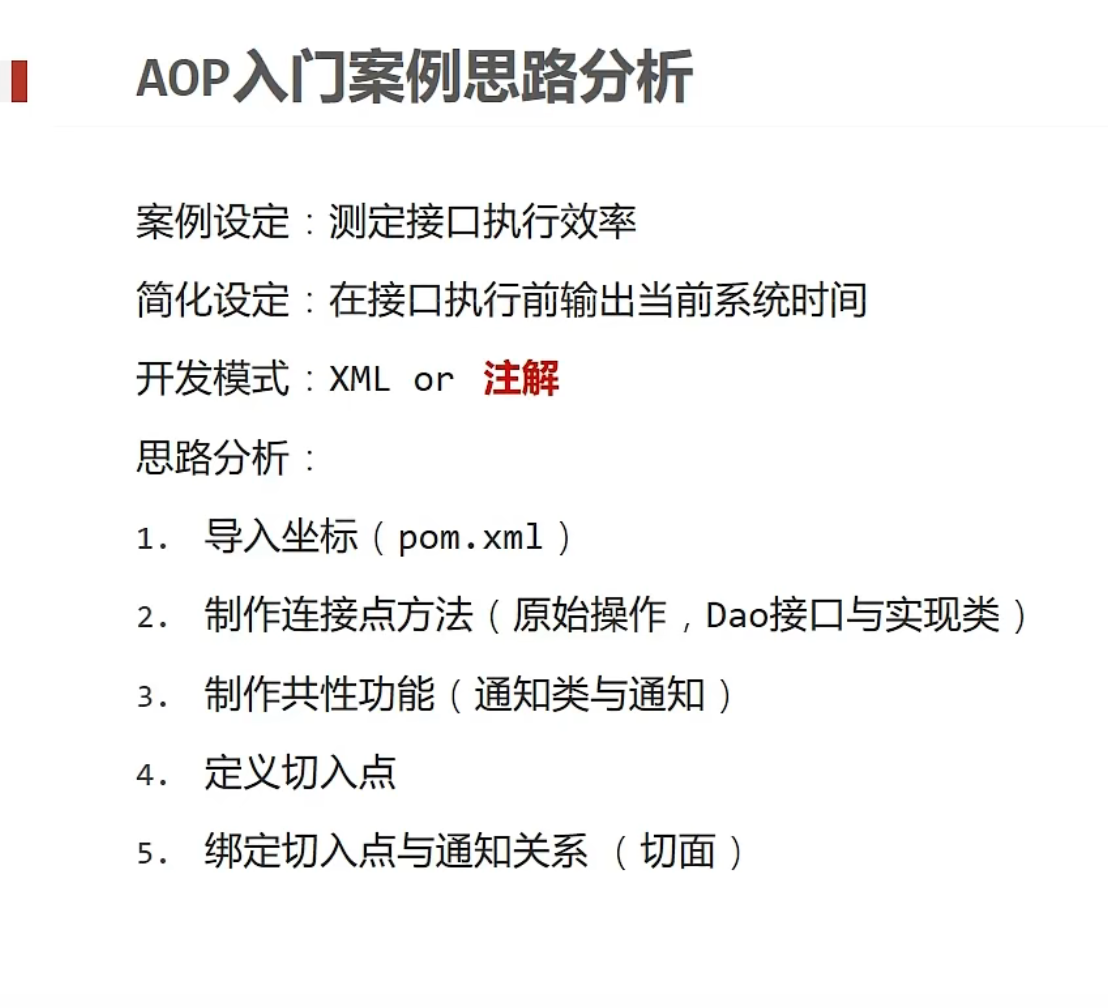 AOP入门案例思路分析
案例设定：测定接口执行效率
简化设定：在接口执行前输出当前系统时间
开发模式：XML or 注解
思路分析：
1. 导入坐标（pom.xml）
2. 制作连接点方法（原始操作，Dao接口与实现类）
3. 制作共性功能（通知类与通知）
4. 定义切入点
5. 绑定切入点与通知关系（切面）